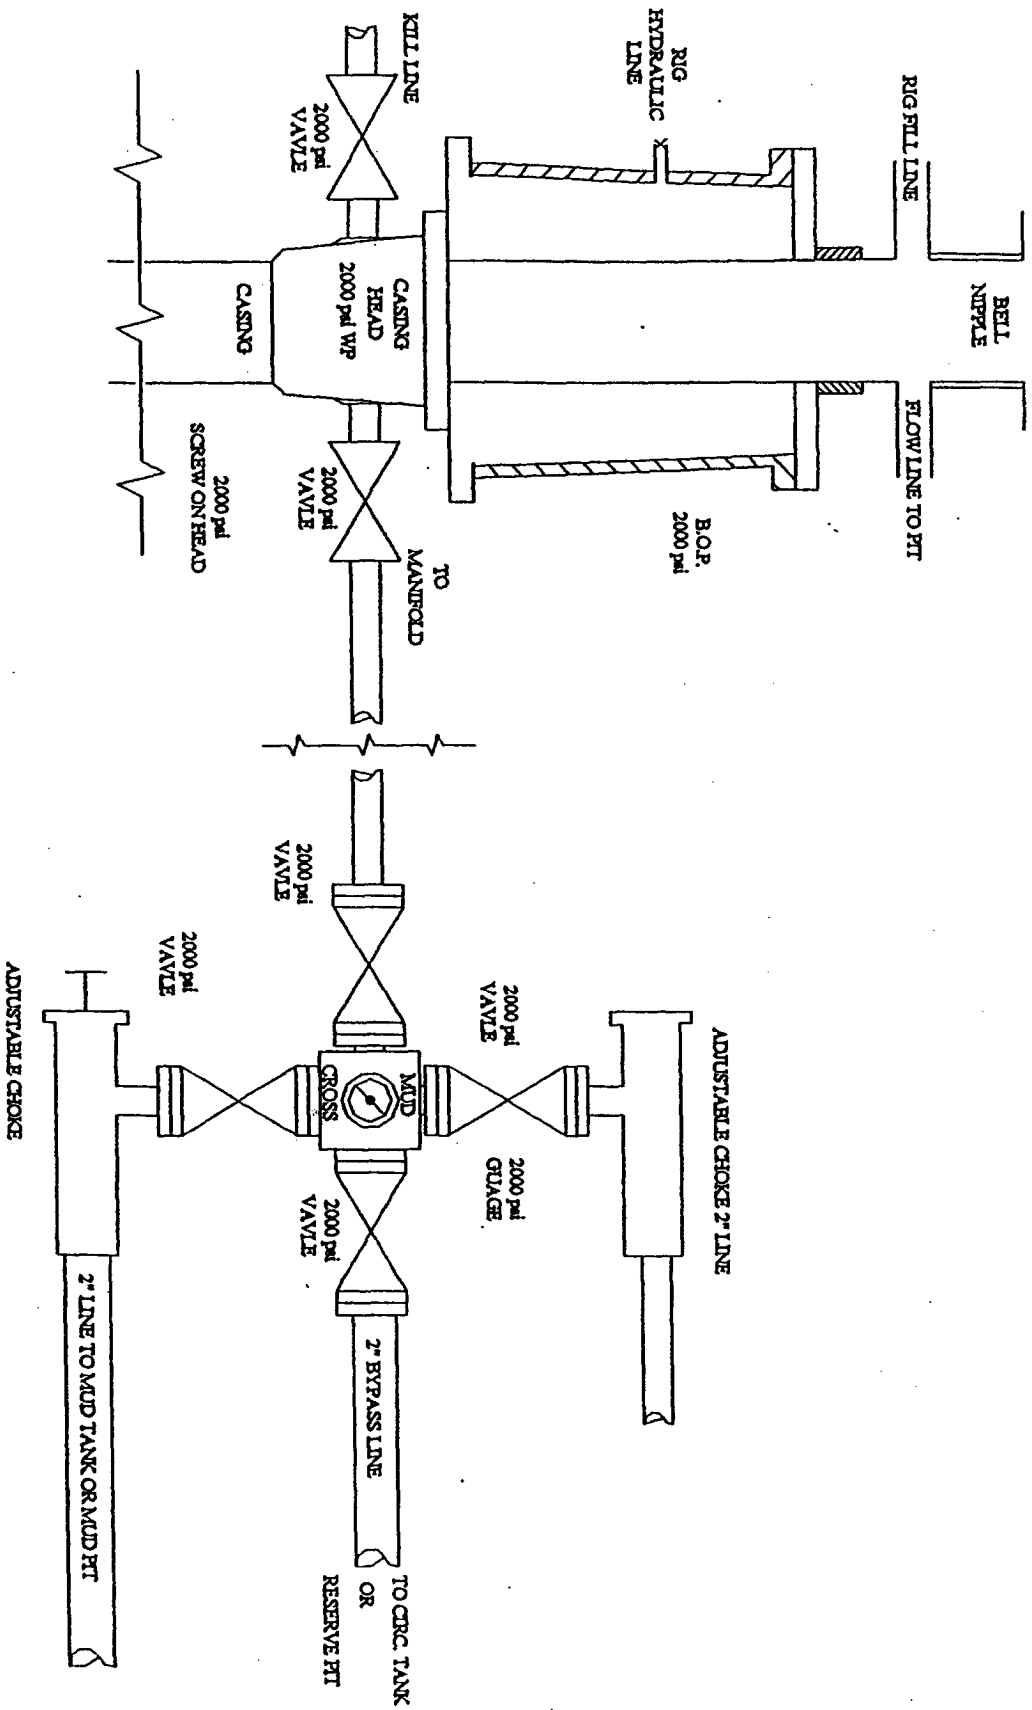 BELL
NIPPLE
RIG FILL LINE
FLOW LINE TO PIT
RIG
HYDRAULIC
LINE
B.O.P.
2000 psi
KILL LINE
2000 psi
VAVLE
CASING
HEAD
2000 psi WP
TO
MANIFOLD
2000 psi
VAVLE
CASING
2000 psi
SCREW ON HEAD
ADJUSTABLE CHOKE 2" LINE
2000 psi
VAVLE
2000 psi
GUAGE
2000 psi
VAVLE
MUD
CROSS
2000 psi
VAVLE
2" BYPASS LINE
TO CIRC. TANK
OR
RESERVE PIT
2000 psi
VAVLE
ADJUSTABLE CHOKE
2" LINE TO MUD TANK OR MUD PIT